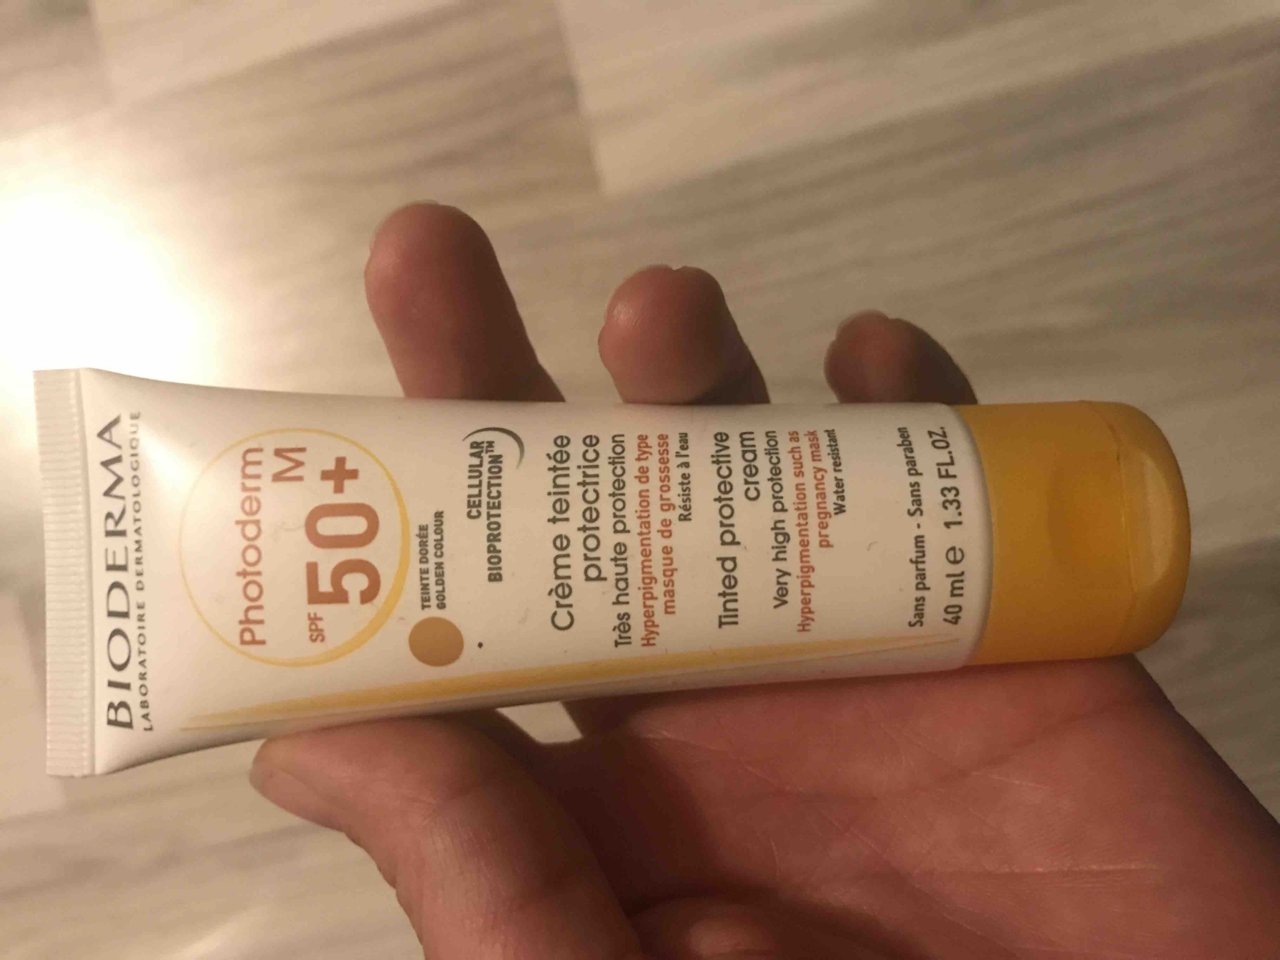 BIODERMA
LABORATOIRE DERMATOLOGIQUE
Photoderm
M
SPF 50+
TEINTE DORÉE
GOLDEN COLOUR
CELLULAR
BIOPROTECTION™
Crème teintée
protectrice
Très haute protection
Hyperpigmentation de type
masque de grossesse
Résiste à l'eau
Tinted protective
cream
Very high protection
Hyperpigmentation such as
pregnancy mask
Water resistant
Sans parfum - Sans paraben
40 ml e 1.33 FL.OZ.